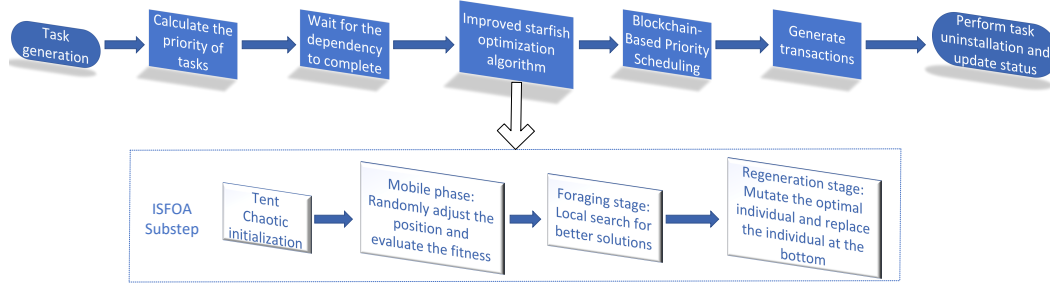 Task
generation
Calculate the
priority of
tasks
Wait for the
dependency
to complete
Improved starfish
optimization
algorithm
Blockchain-
Based Priority
Scheduling
Generate
transactions
Perform task
uninstallation and
update status
ISFOA
Substep
Tent
Chaotic
initialization
Mobile phase:
Randomly adjust the
position and
evaluate the fitness
Foraging stage:
Local search for
better solutions
Regeneration stage:
Mutate the optimal
individual and replace
the individual at the
bottom